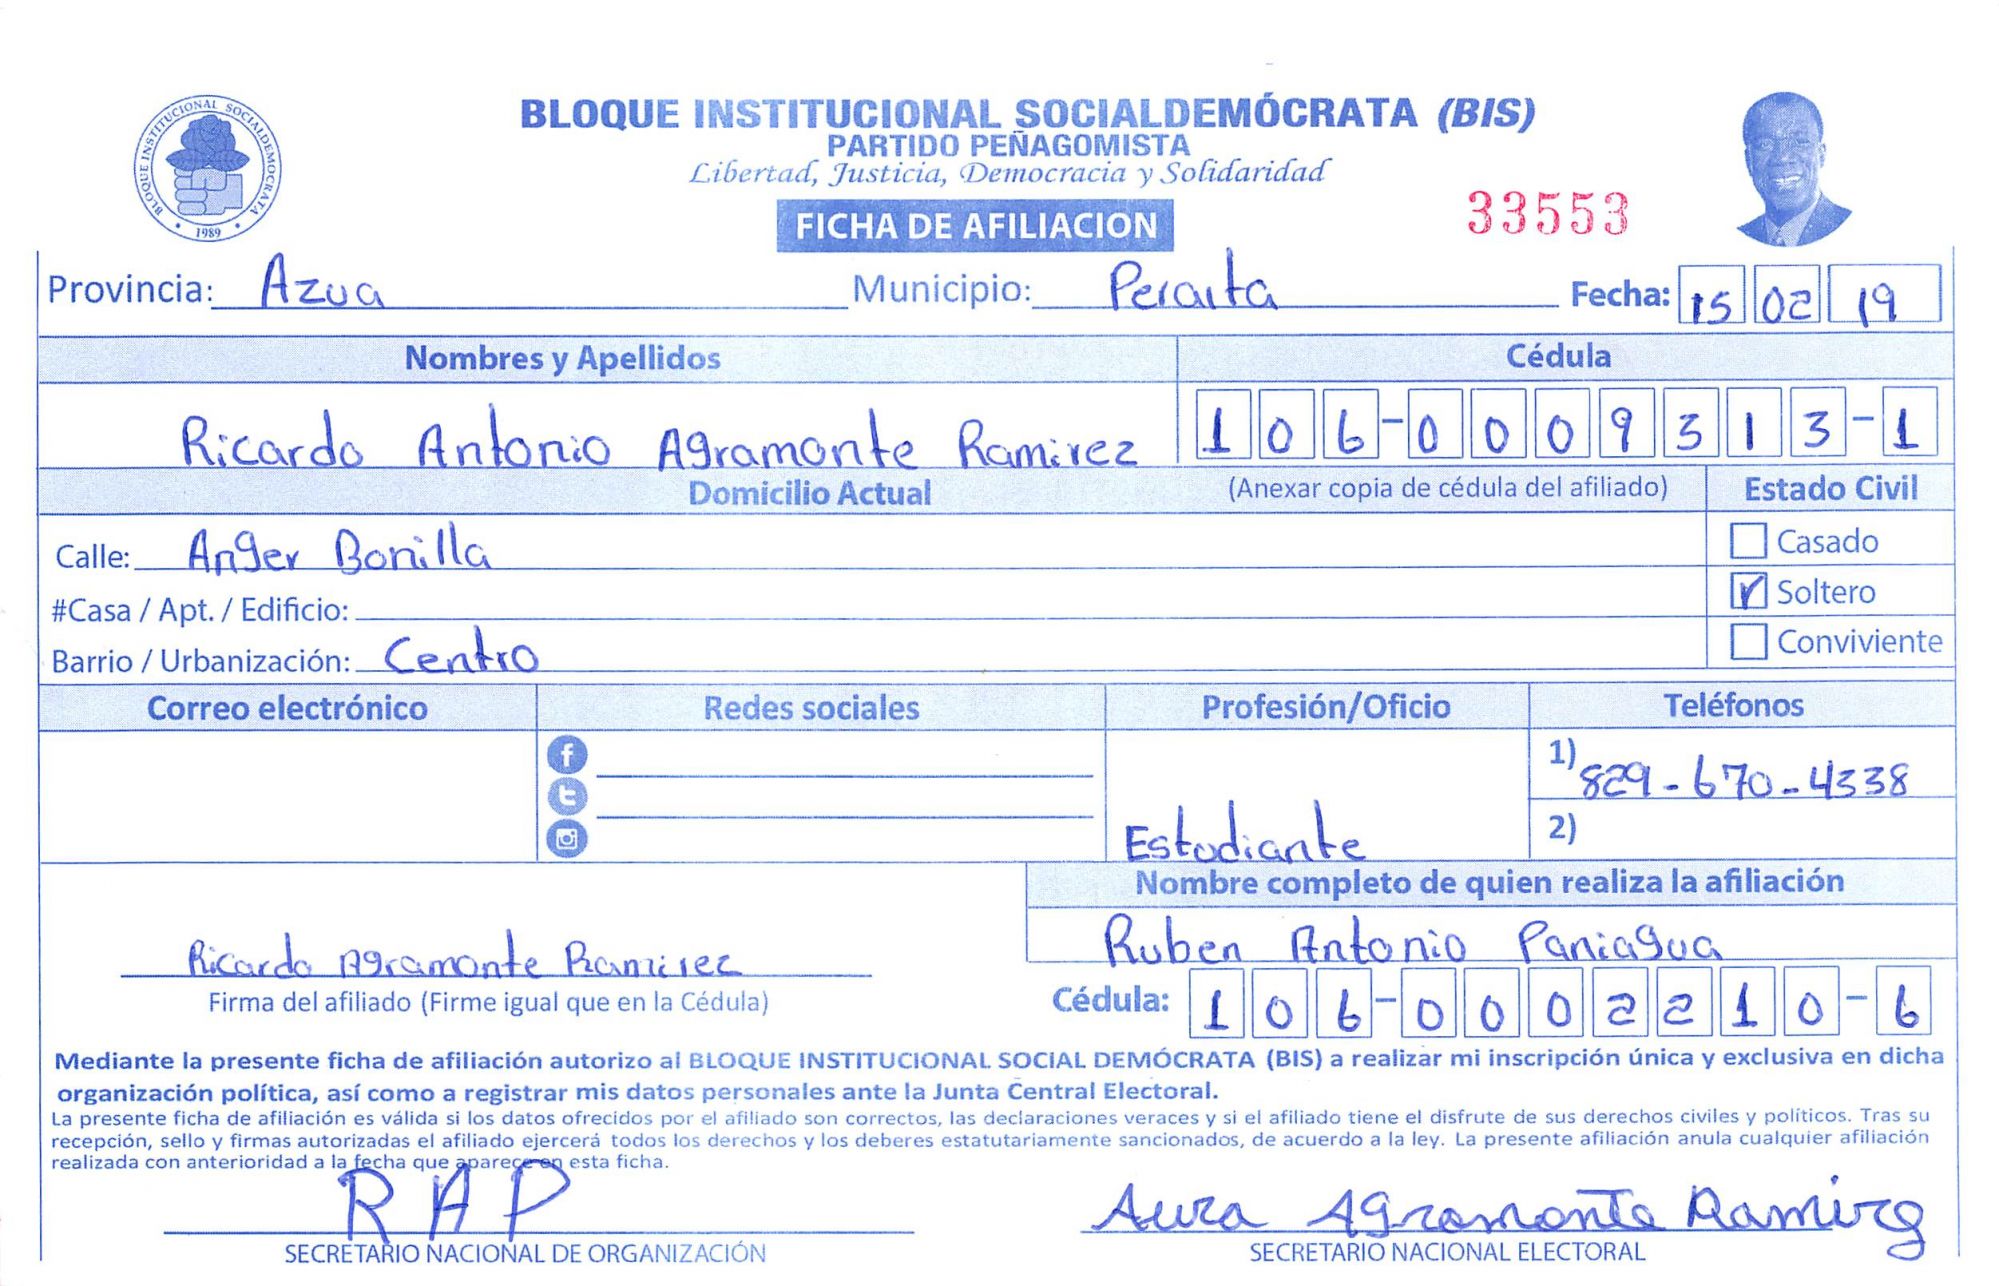 BLOQUE INSTITUCIONAL SOCIALDEMOCRATA
1989
BLOQUE INSTITUCIONAL SOCIALDEMÓCRATA (BIS)
PARTIDO PEÑAGOMISTA
Libertad, Justicia, Democracia y Solidaridad
FICHA DE AFILIACION
33553
Provincia: Azua Municipio: Peralta Fecha: 15 02 19
Nombres y Apellidos Cédula
Ricardo Antonio Agramonte Ramirez 106-0009313-1
Domicilio Actual (Anexar copia de cédula del afiliado) Estado Civil
Calle: Anger Bonilla Casado
#Casa / Apt. / Edificio: Soltero
Barrio / Urbanización: Centro Conviviente
Correo electrónico Redes sociales Profesión/Oficio Teléfonos
1) 829-670-4338
Estudiante 2)
Nombre completo de quien realiza la afiliación
Ruben Antonio Paniagua
Ricardo Agramonte Ramirez
Firma del afiliado (Firme igual que en la Cédula) Cédula: 106-0002210-6
Mediante la presente ficha de afiliación autorizo al BLOQUE INSTITUCIONAL SOCIAL DEMÓCRATA (BIS) a realizar mi inscripción única y exclusiva en dicha
organización política, así como a registrar mis datos personales ante la Junta Central Electoral.
La presente ficha de afiliación es válida si los datos ofrecidos por el afiliado son correctos, las declaraciones veraces y si el afiliado tiene el disfrute de sus derechos civiles y políticos. Tras su
recepción, sello y firmas autorizadas el afiliado ejercerá todos los derechos y los deberes estatutariamente sancionados, de acuerdo a la ley. La presente afiliación anula cualquier afiliación
realizada con anterioridad a la fecha que aparece en esta ficha.
RAP Aura Agramonte Ramirez
SECRETARIO NACIONAL DE ORGANIZACIÓN SECRETARIO NACIONAL ELECTORAL